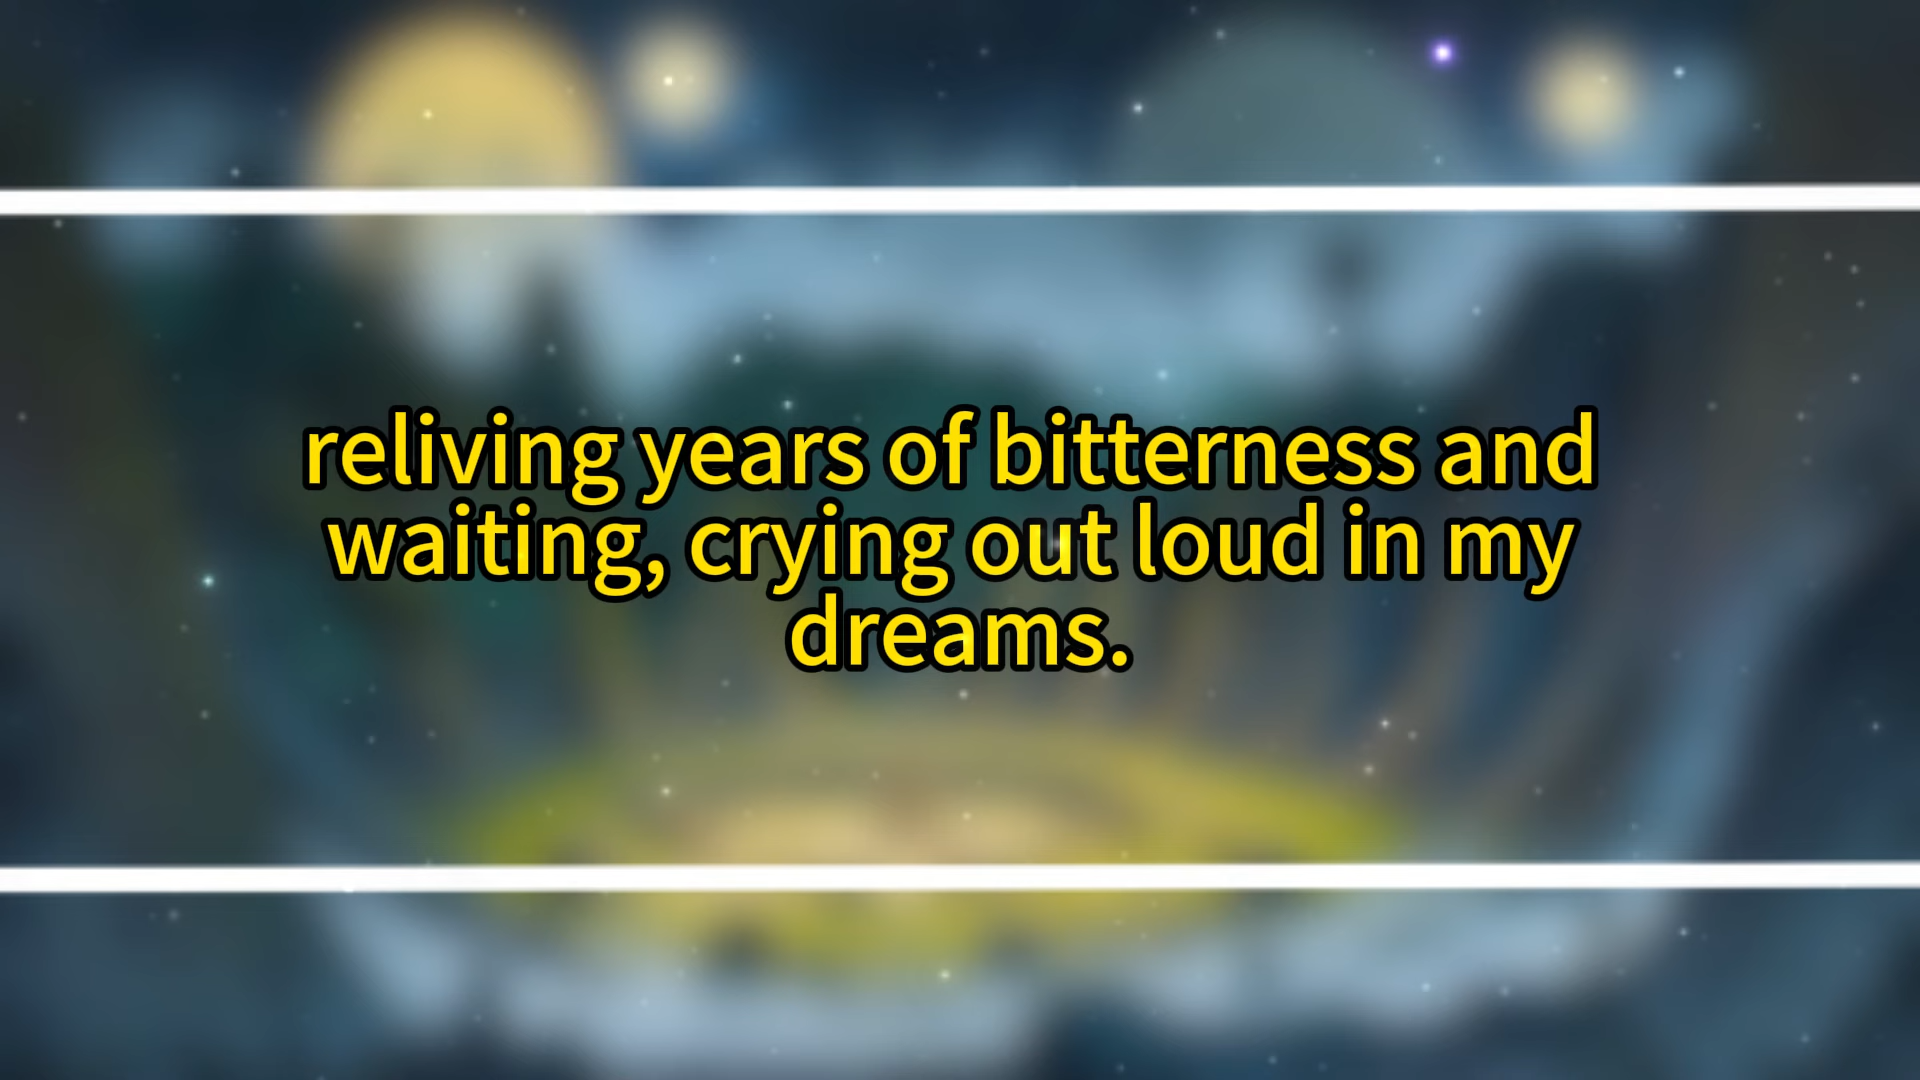 reliving years of bitterness and
waiting, crying out loud in my
dreams.